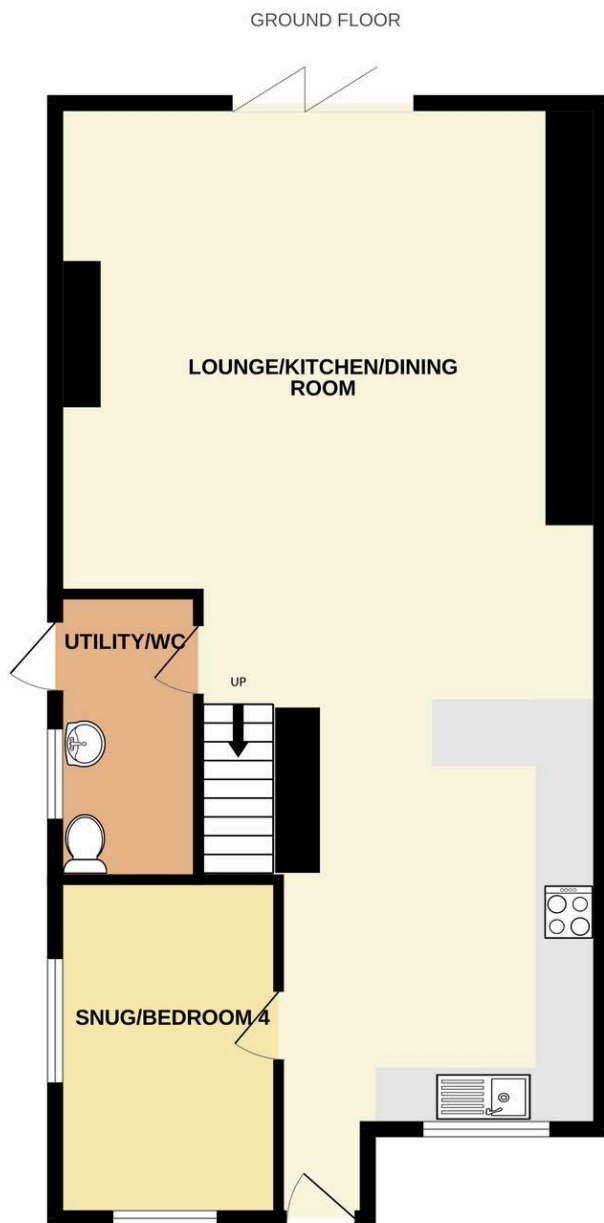 GROUND FLOOR
LOUNGE/KITCHEN/DINING
ROOM
UTILITY/WC
UP
SNUG/BEDROOM 4